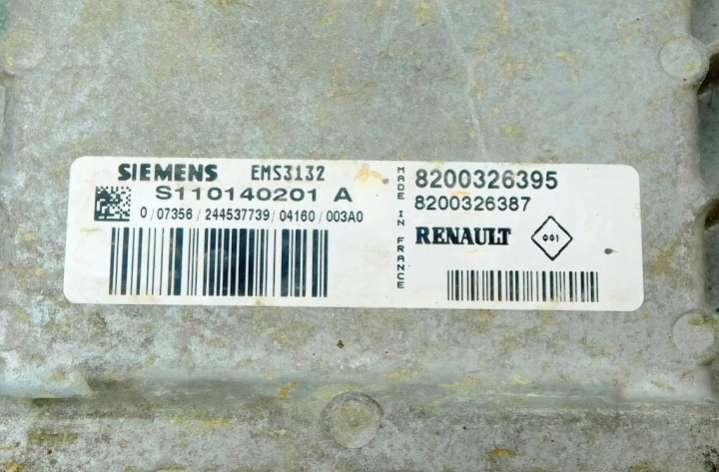 SIEMENS EMS3132
S110140201 A
0/07356/244537739/04160/003A0
MADE IN FRANCE
8200326395
8200326387
RENAULT 001